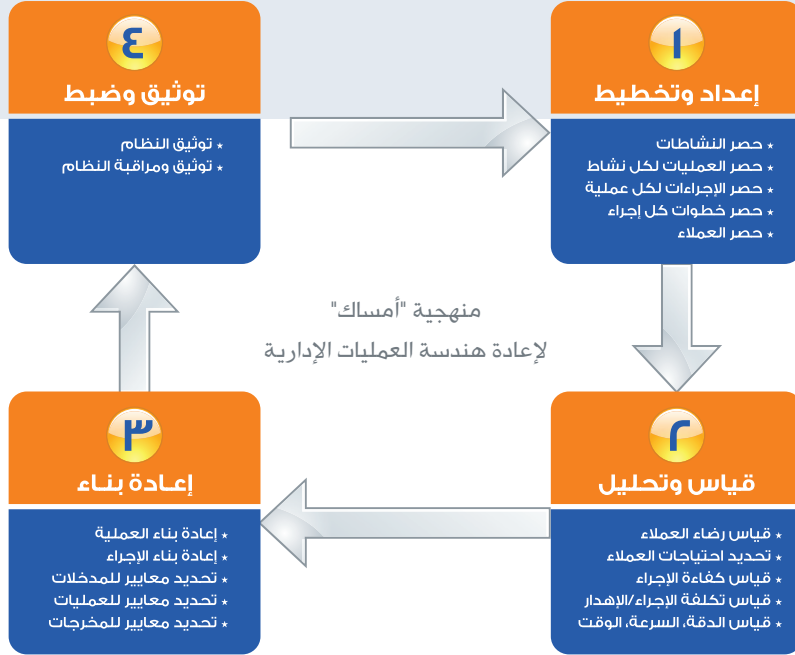 ١
إعداد وتخطيط
* حصر النشاطات
* حصر العمليات لكل نشاط
* حصر الإجراءات لكل عملية
* حصر خطوات كل إجراء
* حصر العملاء
٢
قياس وتحليل
* قياس رضاء العملاء
* تحديد احتياجات العملاء
* قياس كفاءة الإجراء
* قياس تكلفة الإجراء/الإهدار
* قياس الدقة، السرعة، الوقت
٣
إعـادة بنـاء
* إعادة بناء العملية
* إعادة بناء الإجراء
* تحديد معايير للمدخلات
* تحديد معايير للعمليات
* تحديد معايير للمخرجات
٤
توثيق وضبط
* توثيق النظام
* توثيق ومراقبة النظام
منهجية "أمساك"
لإعادة هندسة العمليات الإدارية